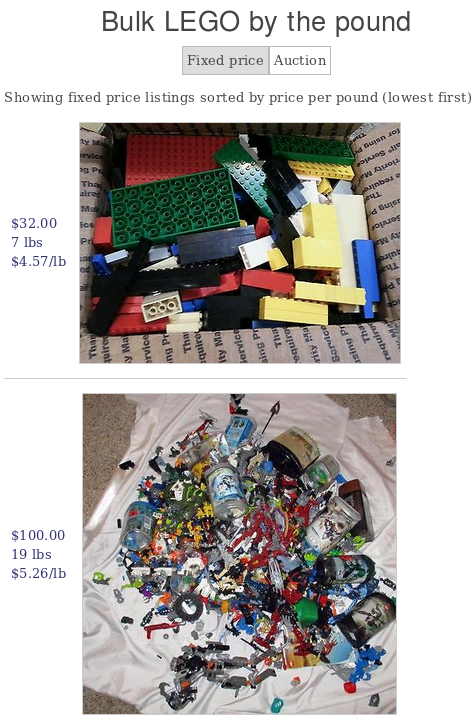 Bulk LEGO by the pound
Fixed price
Auction
Showing fixed price listings sorted by price per pound (lowest first)
$32.00
7 lbs
$4.57/lb
$100.00
19 lbs
$5.26/lb